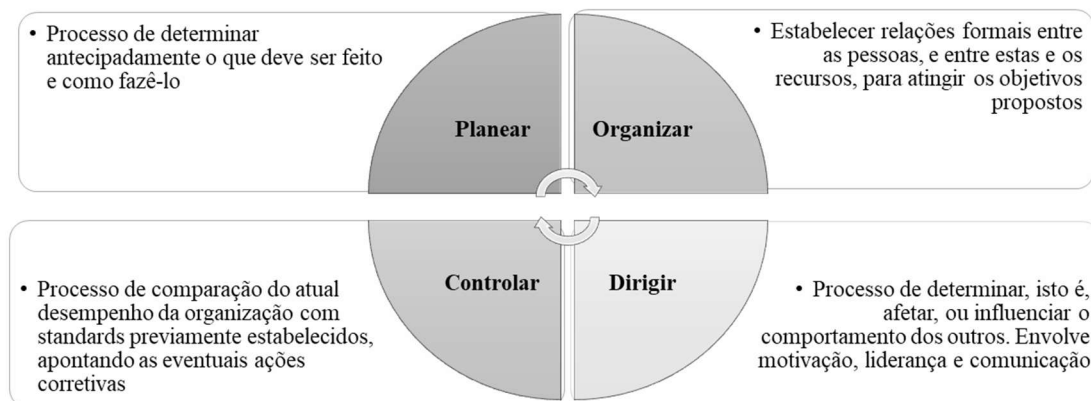 • Processo de determinar
antecipadamente o que deve ser feito
e como fazê-lo
Planear
Organizar
• Estabelecer relações formais entre
as pessoas, e entre estas e os
recursos, para atingir os objetivos
propostos
• Processo de comparação do atual
desempenho da organização com
standards previamente estabelecidos,
apontando as eventuais ações
corretivas
Controlar
Dirigir
• Processo de determinar, isto é,
afetar, ou influenciar o
comportamento dos outros. Envolve
motivação, liderança e comunicação